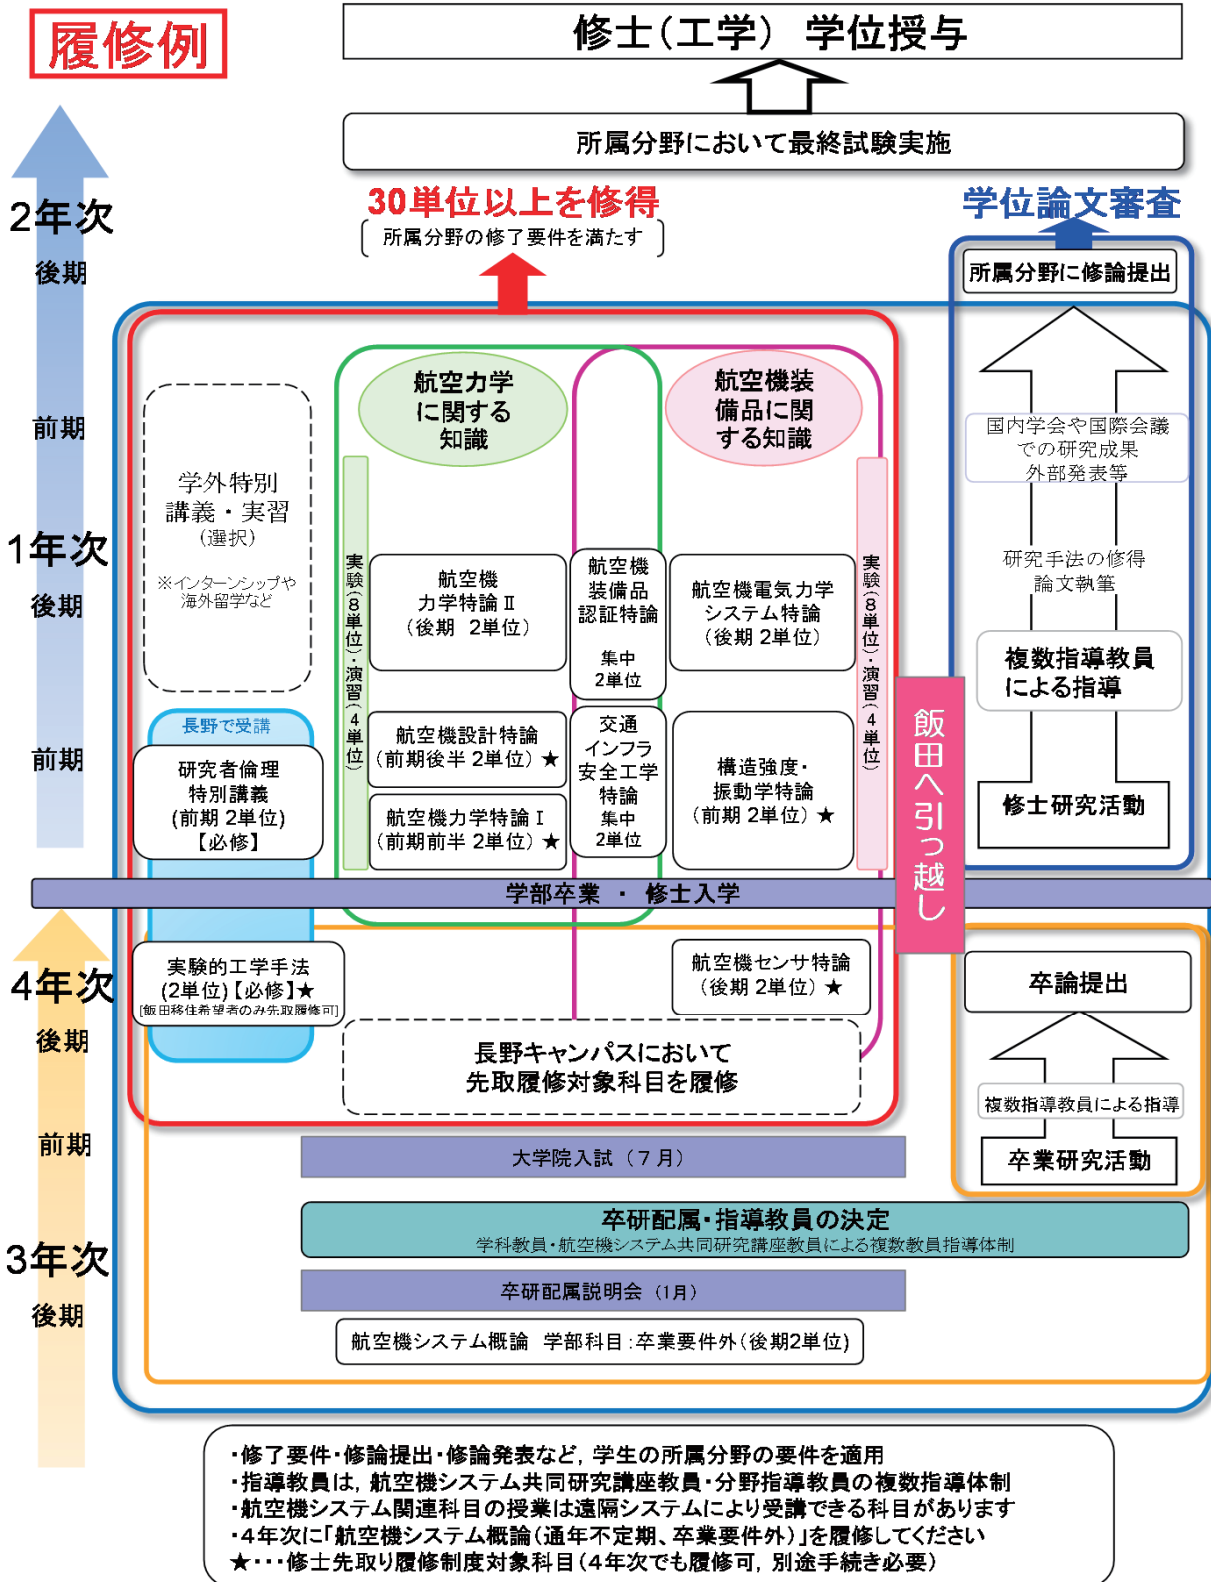 履修例
修士(工学) 学位授与
所属分野において最終試験実施
30単位以上を修得
所属分野の修了要件を満たす
学位論文審査
所属分野に修論提出
2年次
後期
前期
1年次
後期
前期
4年次
後期
前期
3年次
後期
学外特別
講義・実習
(選択)
※インターンシップや
海外留学など
航空力学
に関する
知識
航空機装
備品に関
する知識
実験(8単位)・演習(4単位)
航空機
力学特論Ⅱ
(後期 2単位)
航空機
装備品
認証特論
集中
2単位
航空機電気力学
システム特論
(後期 2単位)
実験(8単位)・演習(4単位)
国内学会や国際会議
での研究成果
外部発表等
研究手法の修得
論文執筆
複数指導教員
による指導
修士研究活動
長野で受講
研究者倫理
特別講義
(前期 2単位)
【必修】
航空機設計特論
(前期後半 2単位)★
航空機力学特論Ⅰ
(前期前半 2単位)★
交通
インフラ
安全工学
特論
集中
2単位
構造強度・
振動学特論
(前期 2単位)★
飯田へ引っ越し
学部卒業 ・ 修士入学
実験的工学手法
(2単位)【必修】★
[飯田移住希望者のみ先取履修可]
航空機センサ特論
(後期 2単位)★
長野キャンパスにおいて
先取履修対象科目を履修
卒論提出
複数指導教員による指導
卒業研究活動
大学院入試(7月)
卒研配属・指導教員の決定
学科教員・航空機システム共同研究講座教員による複数教員指導体制
卒研配属説明会(1月)
航空機システム概論 学部科目:卒業要件外(後期2単位)
・修了要件・修論提出・修論発表など,学生の所属分野の要件を適用
・指導教員は,航空機システム共同研究講座教員・分野指導教員の複数指導体制
・航空機システム関連科目の授業は遠隔システムにより受講できる科目があります
・4年次に「航空機システム概論(通年不定期、卒業要件外)」を履修してください
★・・・修士先取り履修制度対象科目(4年次でも履修可,別途手続き必要)